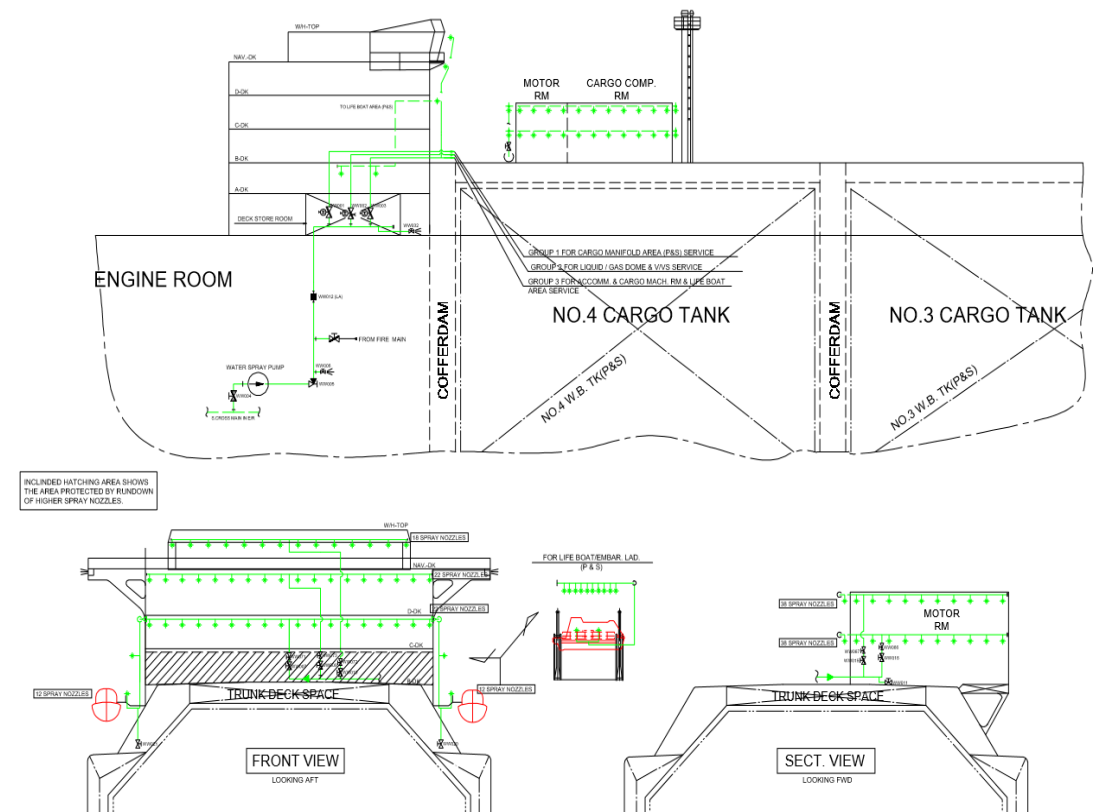 W/H-TOP
NAV.-DK
D-DK
C-DK
B-DK
A-DK
TO LIFE BOAT AREA (P&S)
MOTOR
RM
CARGO COMP.
RM
DECK STORE ROOM
WW032
GROUP 1 FOR CARGO MANIFOLD AREA (P&S) SERVICE
GROUP 2 FOR LIQUID / GAS DOME & V/VS SERVICE
GROUP 3 FOR ACCOMM. & CARGO MACH. RM & LIFE BOAT
AREA SERVICE
ENGINE ROOM
WW012 (LA)
FROM FIRE MAIN
WATER SPRAY PUMP
COFFERDAM
NO.4 CARGO TANK
NO.4 W.B. TK(P&S)
COFFERDAM
NO.3 CARGO TANK
NO.3 W.B. TK(P&S)
INCLINDED HATCHING AREA SHOWS
THE AREA PROTECTED BY RUNDOWN
OF HIGHER SPRAY NOZZLES.
W/H-TOP
18 SPRAY NOZZLES
NAV.-DK
22 SPRAY NOZZLES
SPRAY NOZZLES
D-DK
C-DK
12 SPRAY NOZZLES
TRUNK DECK SPACE
FRONT VIEW
LOOKING AFT
FOR LIFE BOAT/EMBAR. LAD.
(P & S)
SPRAY NOZZLES
38 SPRAY NOZZLES
38 SPRAY NOZZLES
MOTOR
RM
TRUNK DECK SPACE
SECT. VIEW
LOOKING FWD